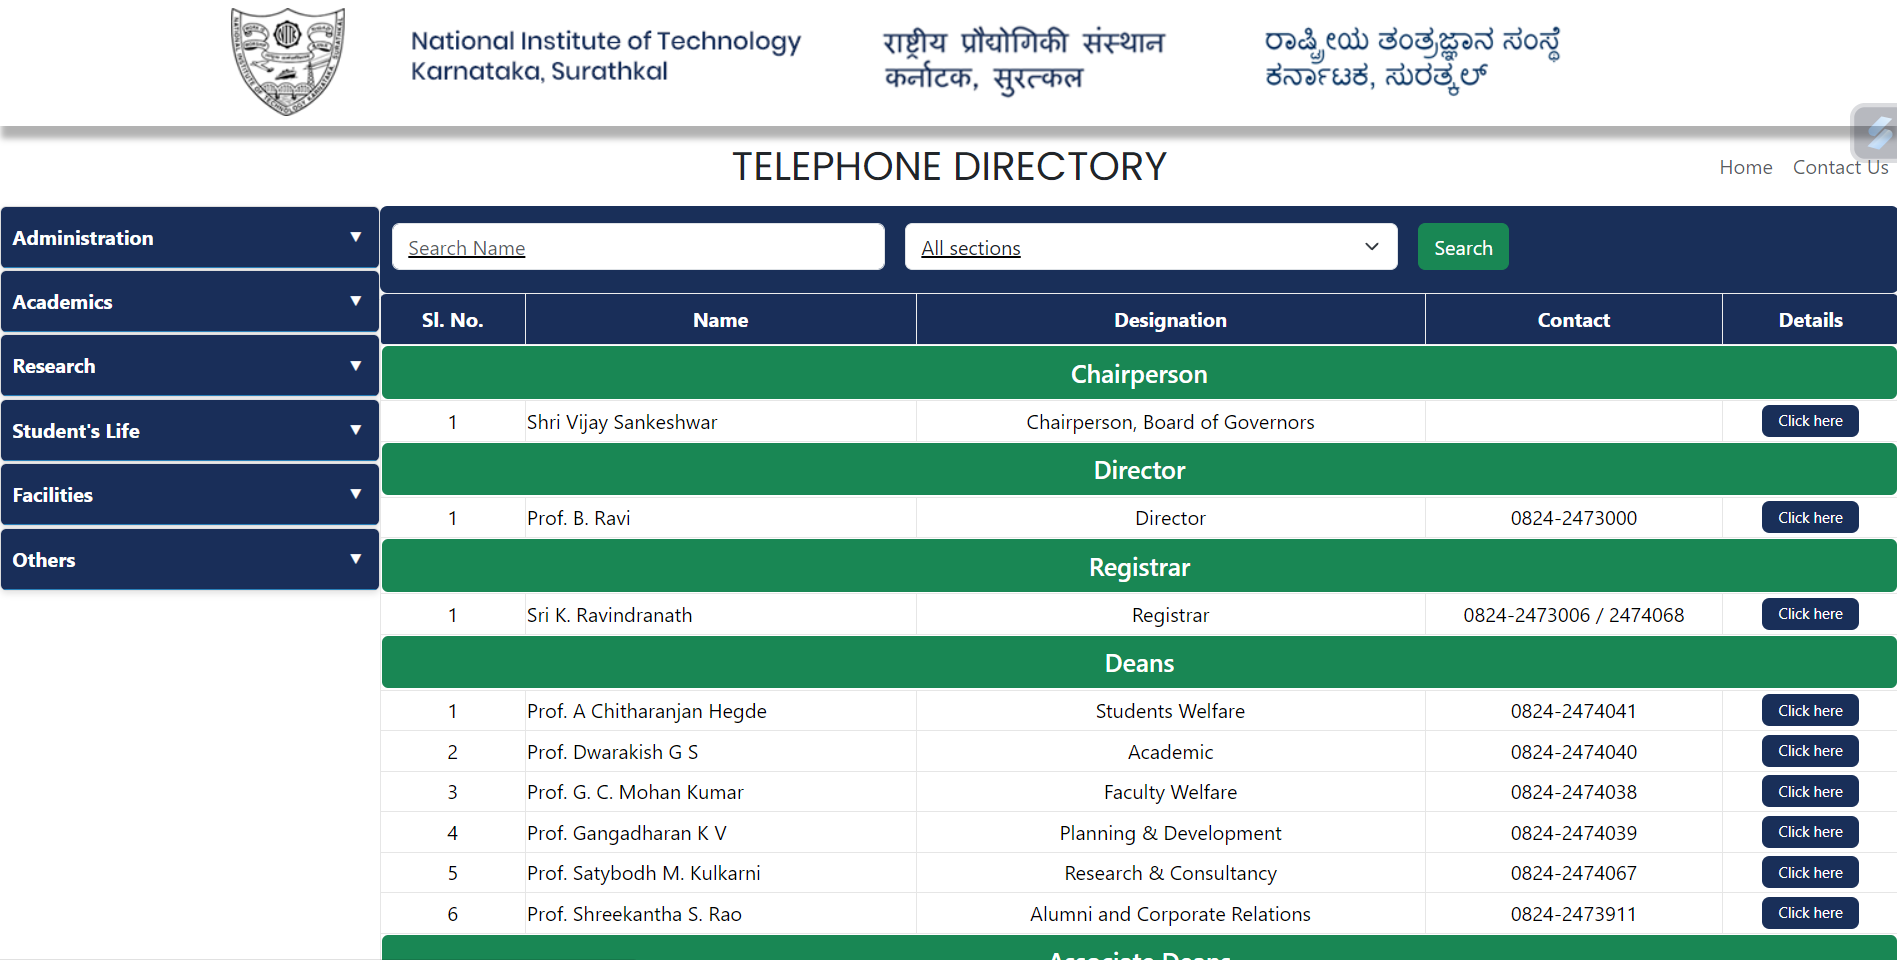 National Institute of Technology
Karnataka, Surathkal
राष्ट्रीय प्रौद्योगिकी संस्थान
कर्नाटक, सुरत्कल
ರಾಷ್ಟ್ರೀಯ ತಂತ್ರಜ್ಞಾನ ಸಂಸ್ಥೆ
ಕರ್ನಾಟಕ, ಸುರತ್ಕಲ್
TELEPHONE DIRECTORY
Home Contact Us
Administration ▼
Academics ▼
Research ▼
Student's Life ▼
Facilities ▼
Others ▼
Search Name All sections Search
Sl. No. Name Designation Contact Details
Chairperson
1 Shri Vijay Sankeshwar Chairperson, Board of Governors Click here
Director
1 Prof. B. Ravi Director 0824-2473000 Click here
Registrar
1 Sri K. Ravindranath Registrar 0824-2473006 / 2474068 Click here
Deans
1 Prof. A Chitharanjan Hegde Students Welfare 0824-2474041 Click here
2 Prof. Dwarakish G S Academic 0824-2474040 Click here
3 Prof. G. C. Mohan Kumar Faculty Welfare 0824-2474038 Click here
4 Prof. Gangadharan K V Planning & Development 0824-2474039 Click here
5 Prof. Satybodh M. Kulkarni Research & Consultancy 0824-2474067 Click here
6 Prof. Shreekantha S. Rao Alumni and Corporate Relations 0824-2473911 Click here
Associate Deans